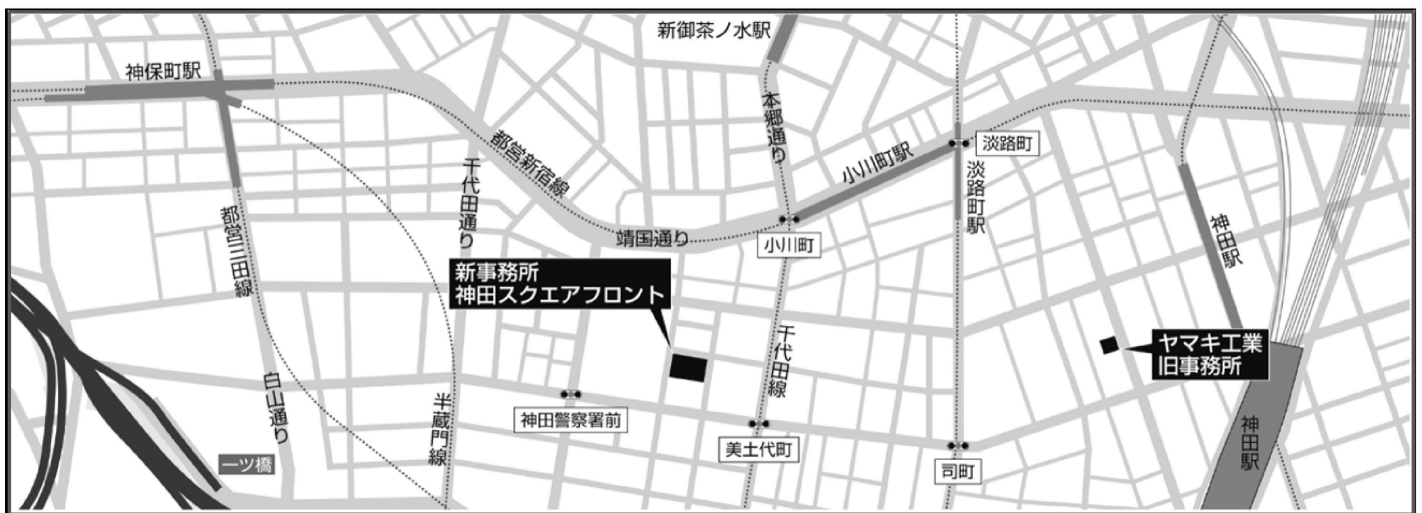 新御茶ノ水駅
神保町駅
本郷通り
都営新宿線
小川町駅
淡路町
千代田通り
淡路町駅
都営三田線
靖国通り
小川町
神田駅
新事務所
神田スクエアフロント
千代田線
ヤマキ工業
旧事務所
白山通り
半蔵門線
神田警察署前
美土代町
司町
神田駅
一ツ橋